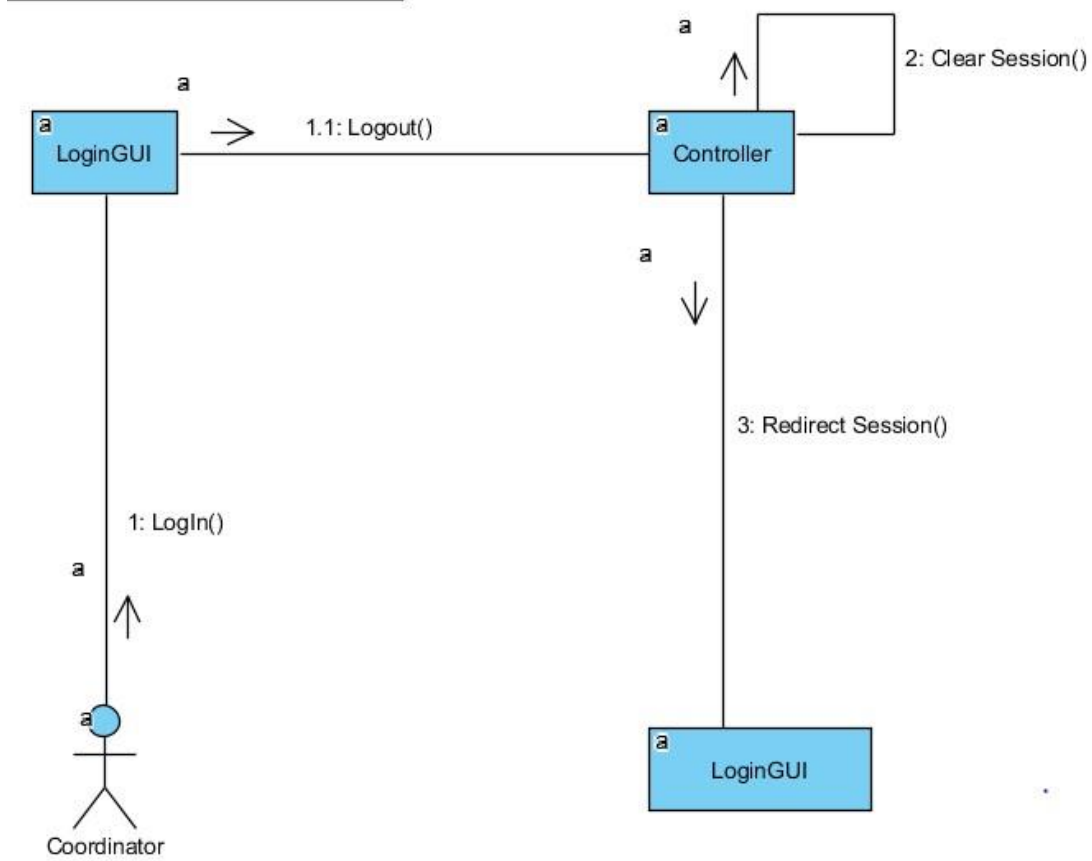 a
2: Clear Session()
a
a
LoginGUI
1.1: Logout()
a
Controller
a
3: Redirect Session()
1: LogIn()
a
a
LoginGUI
a
Coordinator